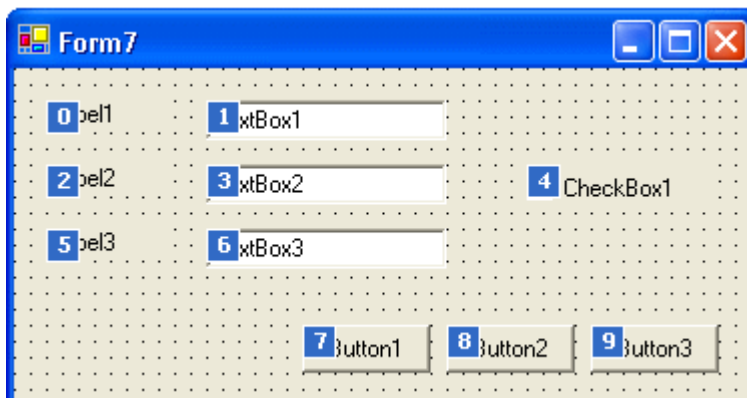 Form7
0 bel1 1 xtBox1
2 bel2 3 xtBox2 4 CheckBox1
5 bel3 6 xtBox3
7 Button1 8 Button2 9 Button3